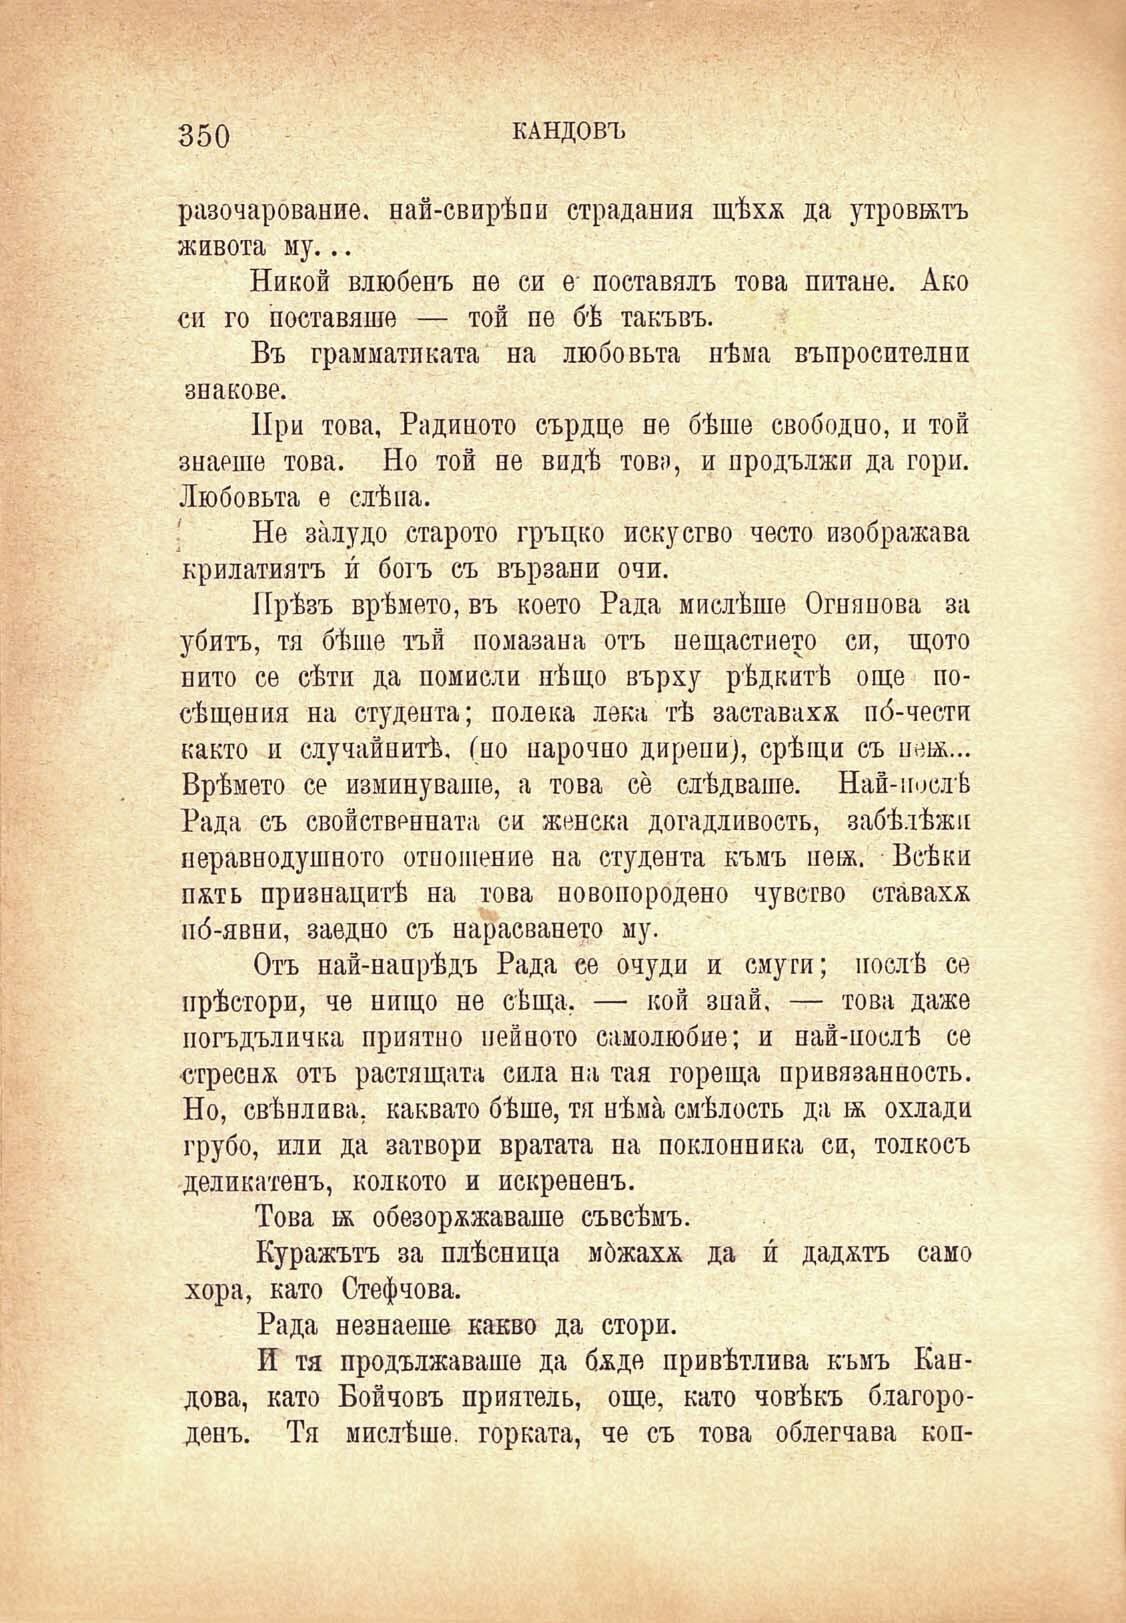 350 КАНДОВЪ
разочарование, най-свирѣпи страдания щѣхѫ да утровѭтъ
живота му...
Никой влюбенъ не си е поставялъ това питане. Ако
си го поставяше — той не бѣ такъвъ.
Въ грамматиката на любовьта нѣма въпросителни
знакове.
При това, Радиното сърдце не бѣше свободно, и той
знаеше това. Но той не видѣ това, и продължи да гори.
Любовьта е слѣпа.
Не за̀лудо старото гръцко искуство често изображава
крилатиятъ ѝ богъ съ вързани очи.
Прѣзъ врѣмето, въ което Рада мислѣше Огнянова за
убитъ, тя бѣше тъй помазана отъ нещастието си, щото
нито се сѣти да помисли нѣщо върху рѣдкитѣ още по-
сѣщения на студента; полека лека тѣ заставахѫ по́-чести
както и случайнитѣ, (но нарочно дирени), срѣщи съ неѭ...
Врѣмето се изминуваше, а това сѐ слѣдваше. Най-послѣ
Рада съ свойственната си женска догадливость, забѣлѣжи
неравнодушното отношение на студента къмъ неѭ. Всѣки
пѫть признацитѣ на това новопородено чувство ста̀вахѫ
по́-явни, заедно съ нарасването му.
Отъ най-напрѣдъ Рада се очуди и смути; послѣ се
прѣстори, че нищо не сѣща, — кой знай, — това даже
погъделичка приятно нейното самолюбие; и най-послѣ се
стреснѫ отъ растящата сила на тая гореща привязанность.
Но, свѣнлива, каквато бѣше, тя нѣма̀ смѣлость да ѭ охлади
грубо, или да затвори вратата на поклонника си, толкосъ
деликатенъ, колкото и искрененъ.
Това ѭ обезорѫжаваше съвсѣмъ.
Куражътъ за плѣсница мо̀жахѫ да ѝ дадѫтъ само
хора, като Стефчова.
Рада незнаеше какво да стори.
И тя продължаваше да бѫде привѣтлива къмъ Кан-
дова, като Бойчовъ приятель, още, като човѣкъ благоро-
денъ. Тя мислѣше, горката, че съ това облегчава коп-